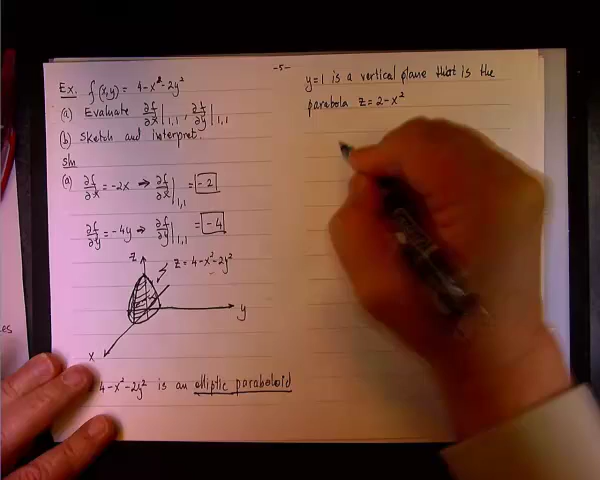 -5-
Ex. f(x,y) = 4-x²-2y²
(a) Evaluate ∂f/∂x|1,1 , ∂f/∂y|1,1
(b) Sketch and interpret.
Sln
(a) ∂f/∂x = -2x → ∂f/∂x|1,1 = -2
∂f/∂y = -4y → ∂f/∂y|1,1 = -4
z
z = 4-x²-2y²
y
x
4-x²-2y² is an elliptic paraboloid
y=1 is a vertical plane that is the
parabola z = 2-x²
es